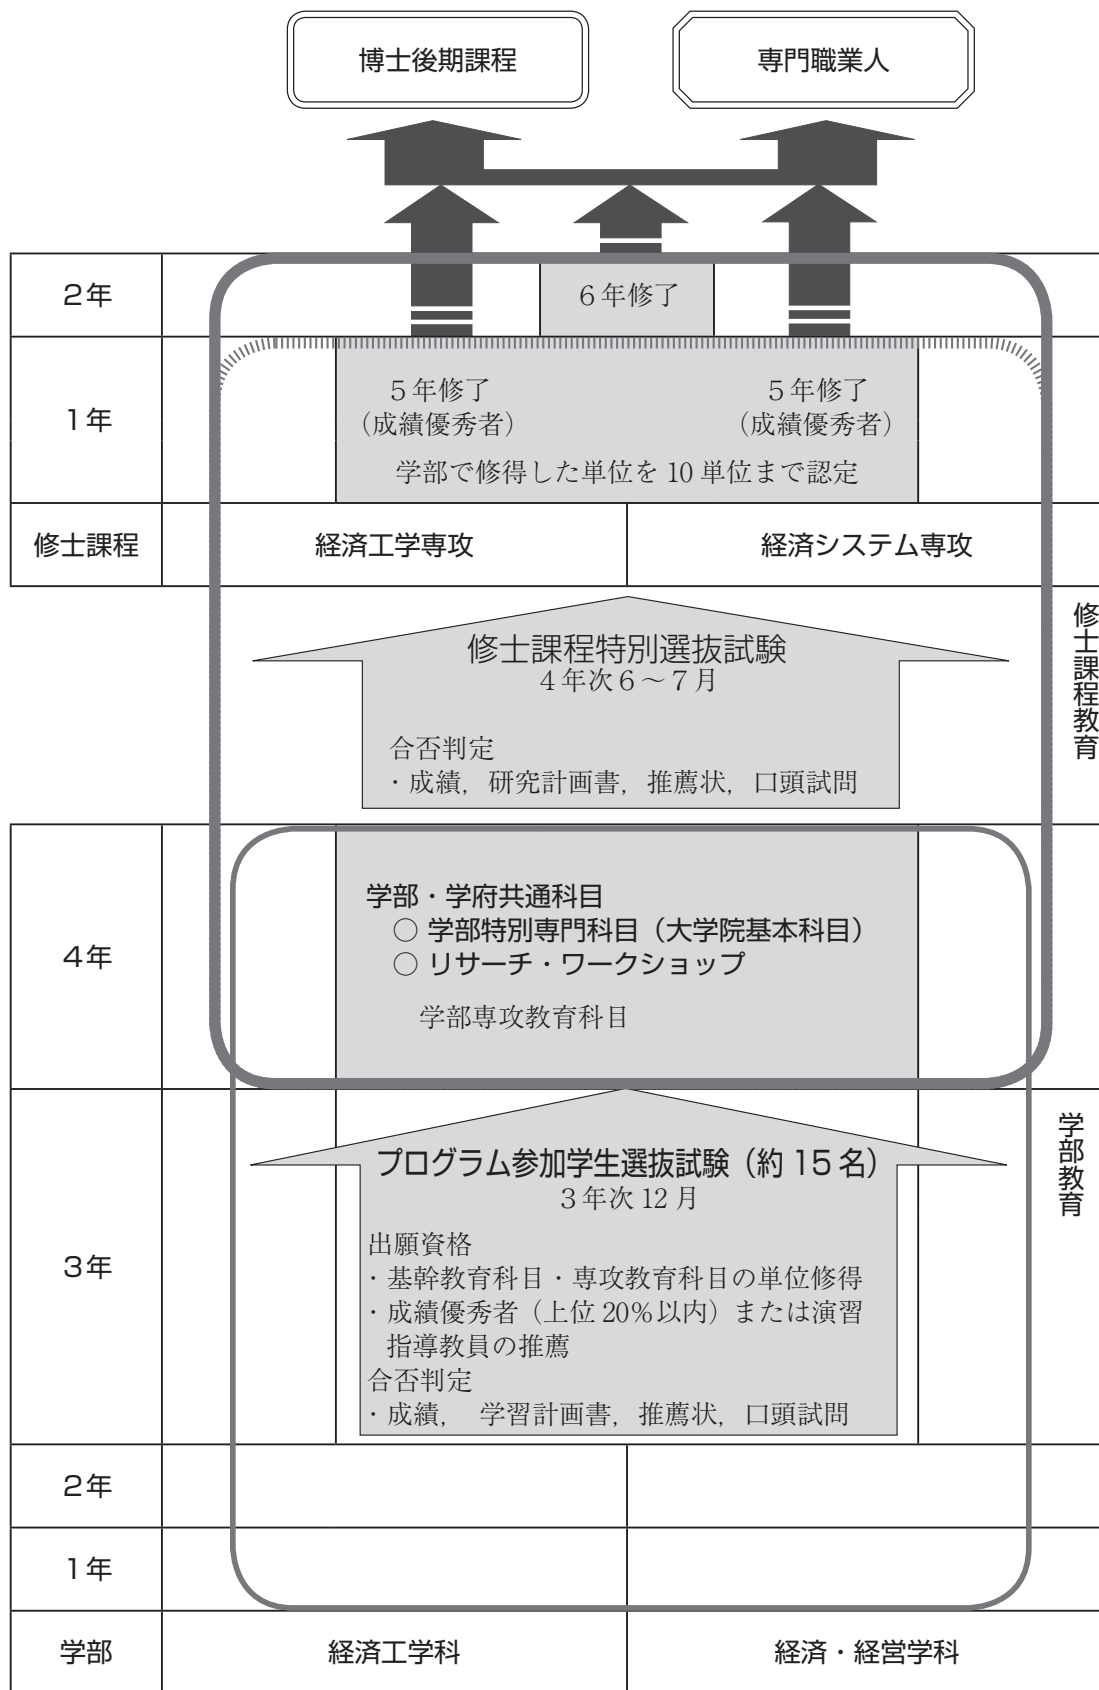 博士後期課程
専門職業人
2年
6年修了
1年
5年修了
（成績優秀者）
5年修了
（成績優秀者）
学部で修得した単位を 10 単位まで認定
修士課程
経済工学専攻
経済システム専攻
修士課程教育
修士課程特別選抜試験
4年次6～7月
合否判定
・成績，研究計画書，推薦状，口頭試問
4年
学部・学府共通科目
○ 学部特別専門科目（大学院基本科目）
○ リサーチ・ワークショップ
学部専攻教育科目
学部教育
3年
プログラム参加学生選抜試験（約 15 名）
3年次 12 月
出願資格
・基幹教育科目・専攻教育科目の単位修得
・成績優秀者（上位 20％以内）または演習
指導教員の推薦
合否判定
・成績， 学習計画書，推薦状，口頭試問
2年
1年
学部
経済工学科
経済・経営学科